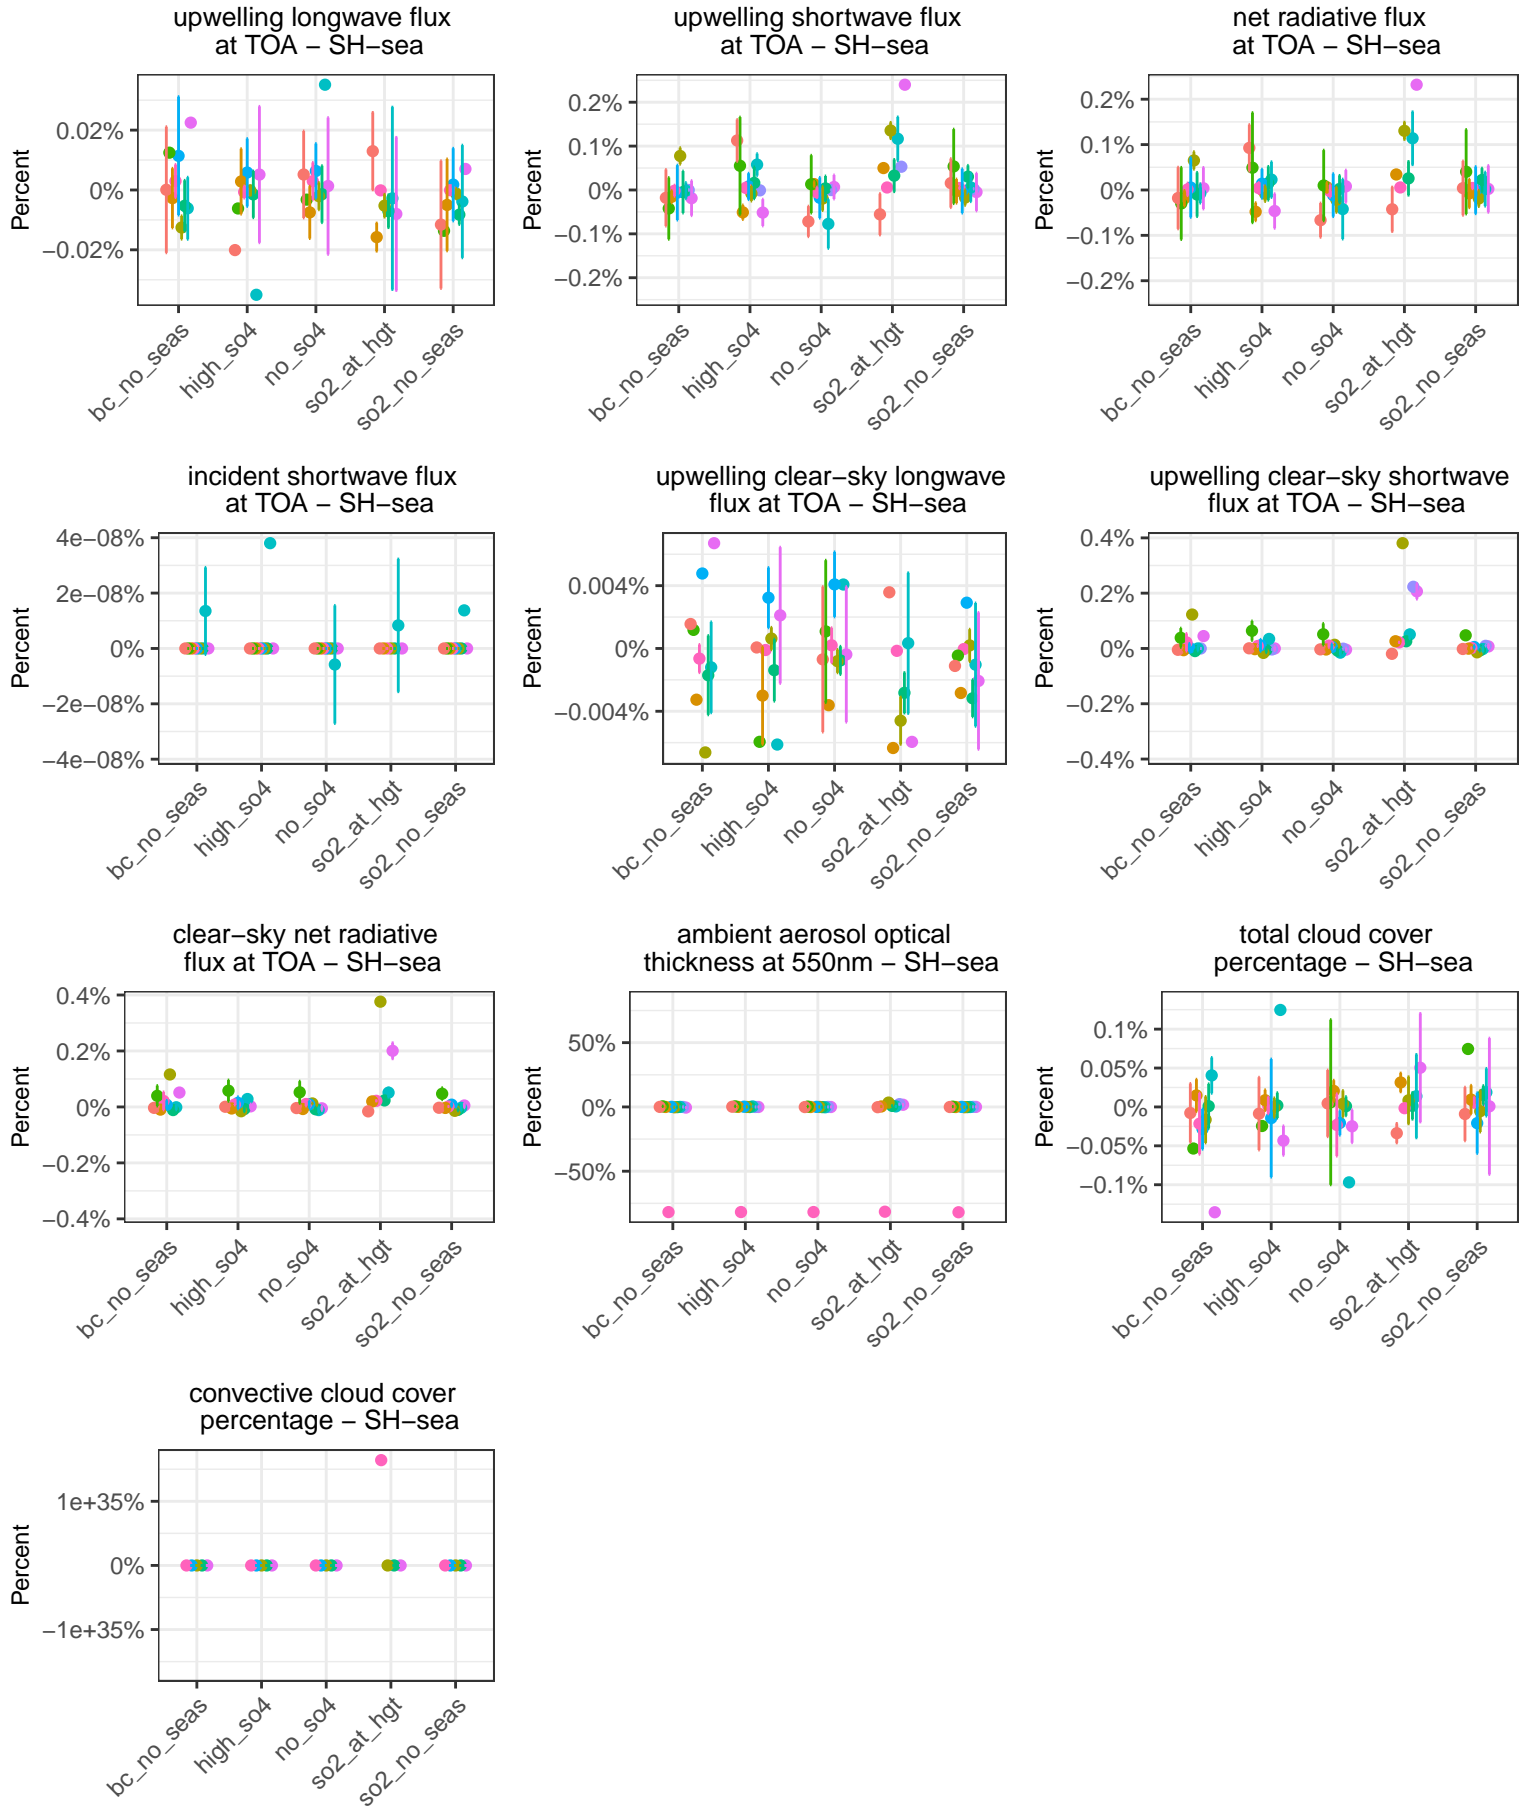 upwelling longwave flux
at TOA − SH−sea
Percent
0.02%
0%
−0.02%
bc_no_seas
high_so4
no_so4
so2_at_hgt
so2_no_seas
upwelling shortwave flux
at TOA − SH−sea
Percent
0.2%
0.1%
0%
−0.1%
−0.2%
bc_no_seas
high_so4
no_so4
so2_at_hgt
so2_no_seas
net radiative flux
at TOA − SH−sea
Percent
0.2%
0.1%
0%
−0.1%
−0.2%
bc_no_seas
high_so4
no_so4
so2_at_hgt
so2_no_seas
incident shortwave flux
at TOA − SH−sea
Percent
4e−08%
2e−08%
0%
−2e−08%
−4e−08%
bc_no_seas
high_so4
no_so4
so2_at_hgt
so2_no_seas
upwelling clear−sky longwave
flux at TOA − SH−sea
Percent
0.004%
0%
−0.004%
bc_no_seas
high_so4
no_so4
so2_at_hgt
so2_no_seas
upwelling clear−sky shortwave
flux at TOA − SH−sea
Percent
0.4%
0.2%
0%
−0.2%
−0.4%
bc_no_seas
high_so4
no_so4
so2_at_hgt
so2_no_seas
clear−sky net radiative
flux at TOA − SH−sea
Percent
0.4%
0.2%
0%
−0.2%
−0.4%
bc_no_seas
high_so4
no_so4
so2_at_hgt
so2_no_seas
ambient aerosol optical
thickness at 550nm − SH−sea
Percent
50%
0%
−50%
bc_no_seas
high_so4
no_so4
so2_at_hgt
so2_no_seas
total cloud cover
percentage − SH−sea
Percent
0.1%
0.05%
0%
−0.05%
−0.1%
bc_no_seas
high_so4
no_so4
so2_at_hgt
so2_no_seas
convective cloud cover
percentage − SH−sea
Percent
1e+35%
0%
−1e+35%
bc_no_seas
high_so4
no_so4
so2_at_hgt
so2_no_seas